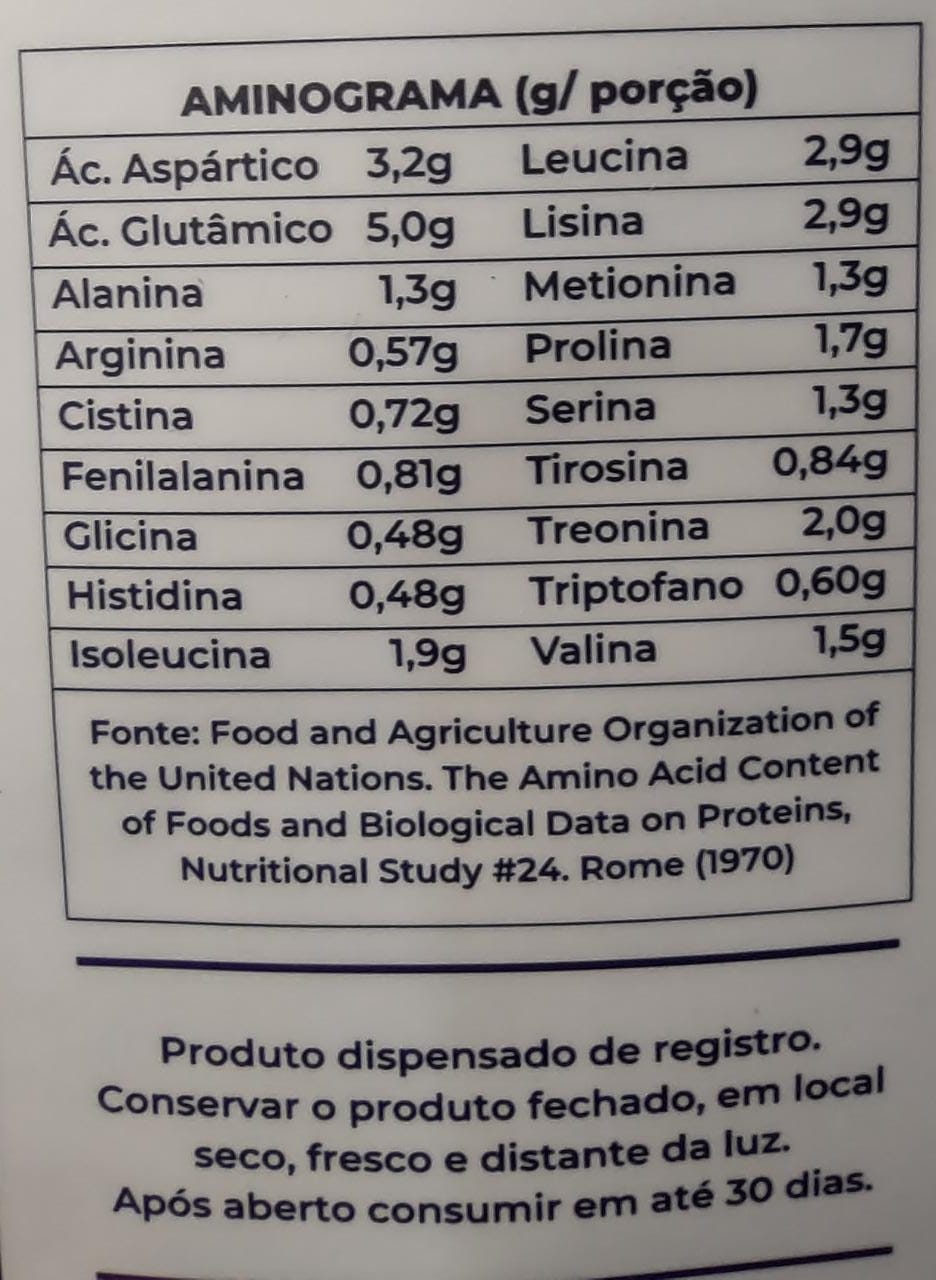 AMINOGRAMA (g/ porção)
Ác. Aspártico 3,2g Leucina 2,9g
Ác. Glutâmico 5,0g Lisina 2,9g
Alanina 1,3g Metionina 1,3g
Arginina 0,57g Prolina 1,7g
Cistina 0,72g Serina 1,3g
Fenilalanina 0,81g Tirosina 0,84g
Glicina 0,48g Treonina 2,0g
Histidina 0,48g Triptofano 0,60g
Isoleucina 1,9g Valina 1,5g
Fonte: Food and Agriculture Organization of
the United Nations. The Amino Acid Content
of Foods and Biological Data on Proteins,
Nutritional Study #24. Rome (1970)
Produto dispensado de registro.
Conservar o produto fechado, em local
seco, fresco e distante da luz.
Após aberto consumir em até 30 dias.